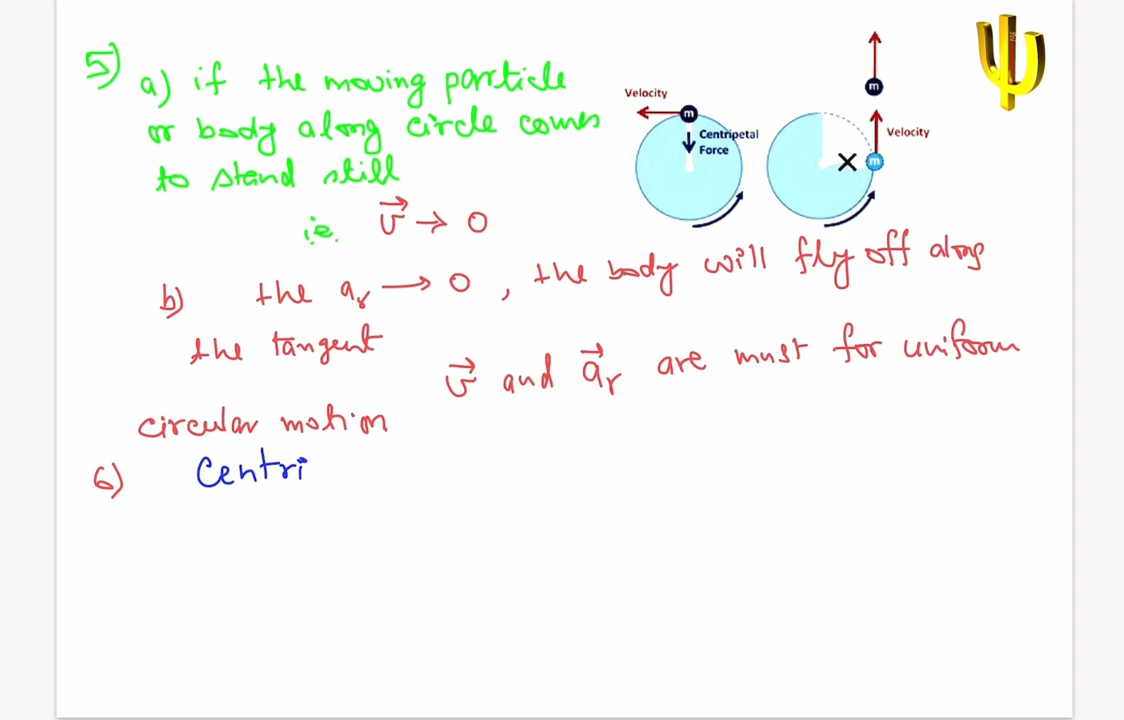 5) a) if the moving particle
or body along circle comes
to stand still
i.e. v→ 0
b) the ar → 0, the body will fly off along
the tangent
v and ar are must for uniform
circular motion
6) Centri
Velocity
m
Centripetal
Force
m
Velocity
m
X